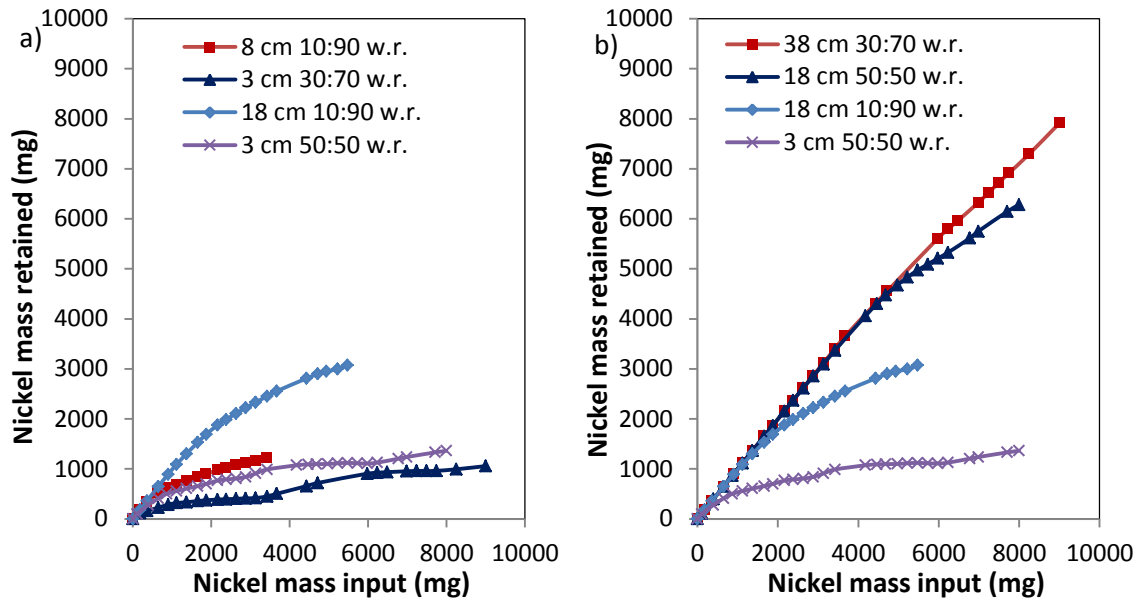 a)
8 cm 10:90 w.r.
3 cm 30:70 w.r.
18 cm 10:90 w.r.
3 cm 50:50 w.r.
Nickel mass retained (mg)
10000
9000
8000
7000
6000
5000
4000
3000
2000
1000
0
0 2000 4000 6000 8000 10000
Nickel mass input (mg)
b)
38 cm 30:70 w.r.
18 cm 50:50 w.r.
18 cm 10:90 w.r.
3 cm 50:50 w.r.
Nickel mass retained (mg)
10000
9000
8000
7000
6000
5000
4000
3000
2000
1000
0
0 2000 4000 6000 8000 10000
Nickel mass input (mg)